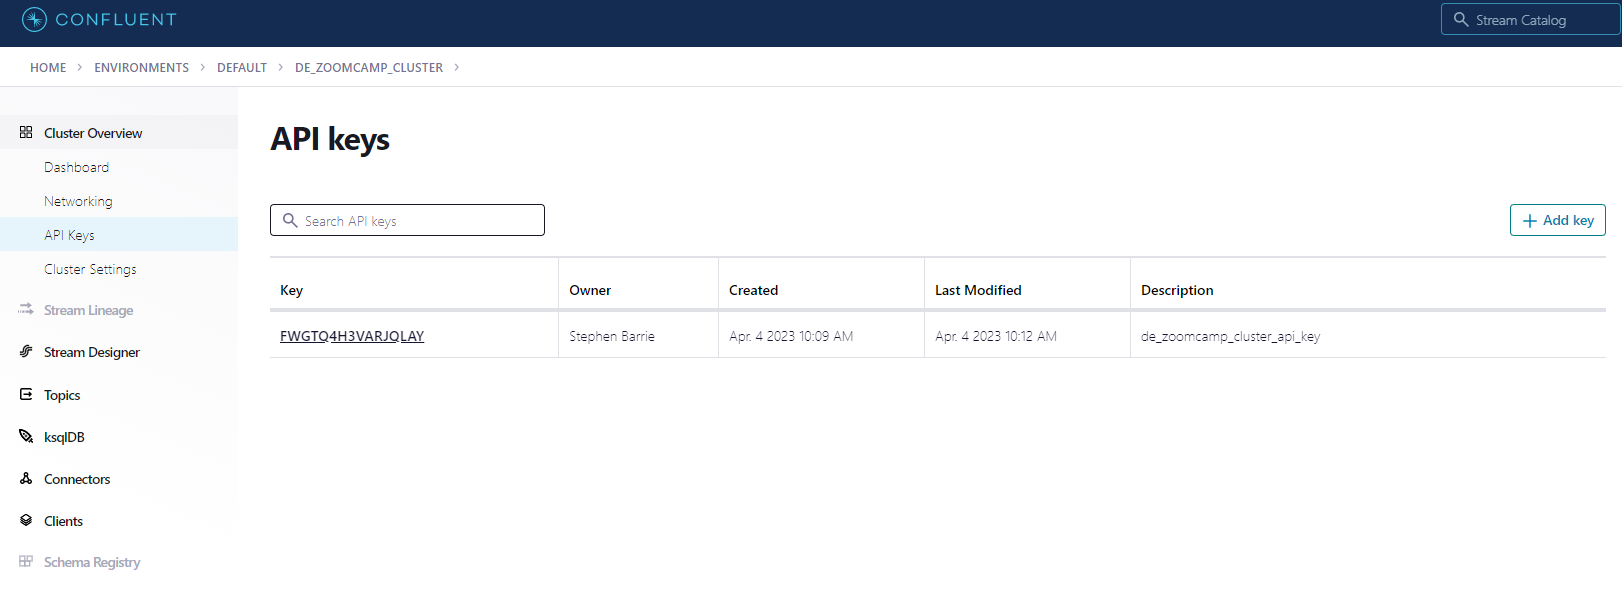 CONFLUENT
Stream Catalog
HOME > ENVIRONMENTS > DEFAULT > DE_ZOOMCAMP_CLUSTER >
Cluster Overview
Dashboard
Networking
API Keys
Cluster Settings
Stream Lineage
Stream Designer
Topics
ksqlDB
Connectors
Clients
Schema Registry
API keys
Search API keys
Add key
Key Owner Created Last Modified Description
FWGTQ4H3VARJQLAY Stephen Barrie Apr. 4 2023 10:09 AM Apr. 4 2023 10:12 AM de_zoomcamp_cluster_api_key